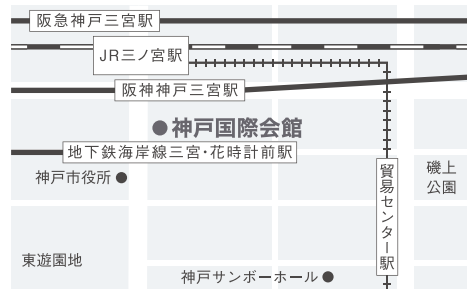 阪急神戸三宮駅
JR三ノ宮駅
阪神神戸三宮駅
神戸国際会館
地下鉄海岸線三宮・花時計前駅
神戸市役所
貿易センター駅
磯上
公園
東遊園地
神戸サンボーホール